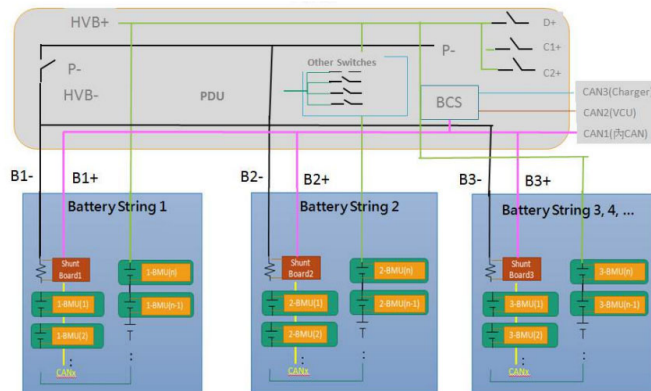 HVB+
D+
C1+
C2+
P-
P-
HVB-
PDU
Other Switches
BCS
CAN3(Charger
CAN2(VCU)
CAN1(内CAN)
B1-
B1+
B2-
B2+
B3-
B3+
Battery String 1
Battery String 2
Battery String 3, 4, ...
Shunt
Board1
1-BMU(n)
1-BMU(1)
1-BMU(n-1)
1-BMU(2)
CANx
Shunt
Board2
2-BMU(n)
2-BMU(1)
2-BMU(n-1)
2-BMU(2)
CANx
Shunt
Board3
3-BMU(n)
3-BMU(1)
3-BMU(n-1)
3-BMU(2)
CANx